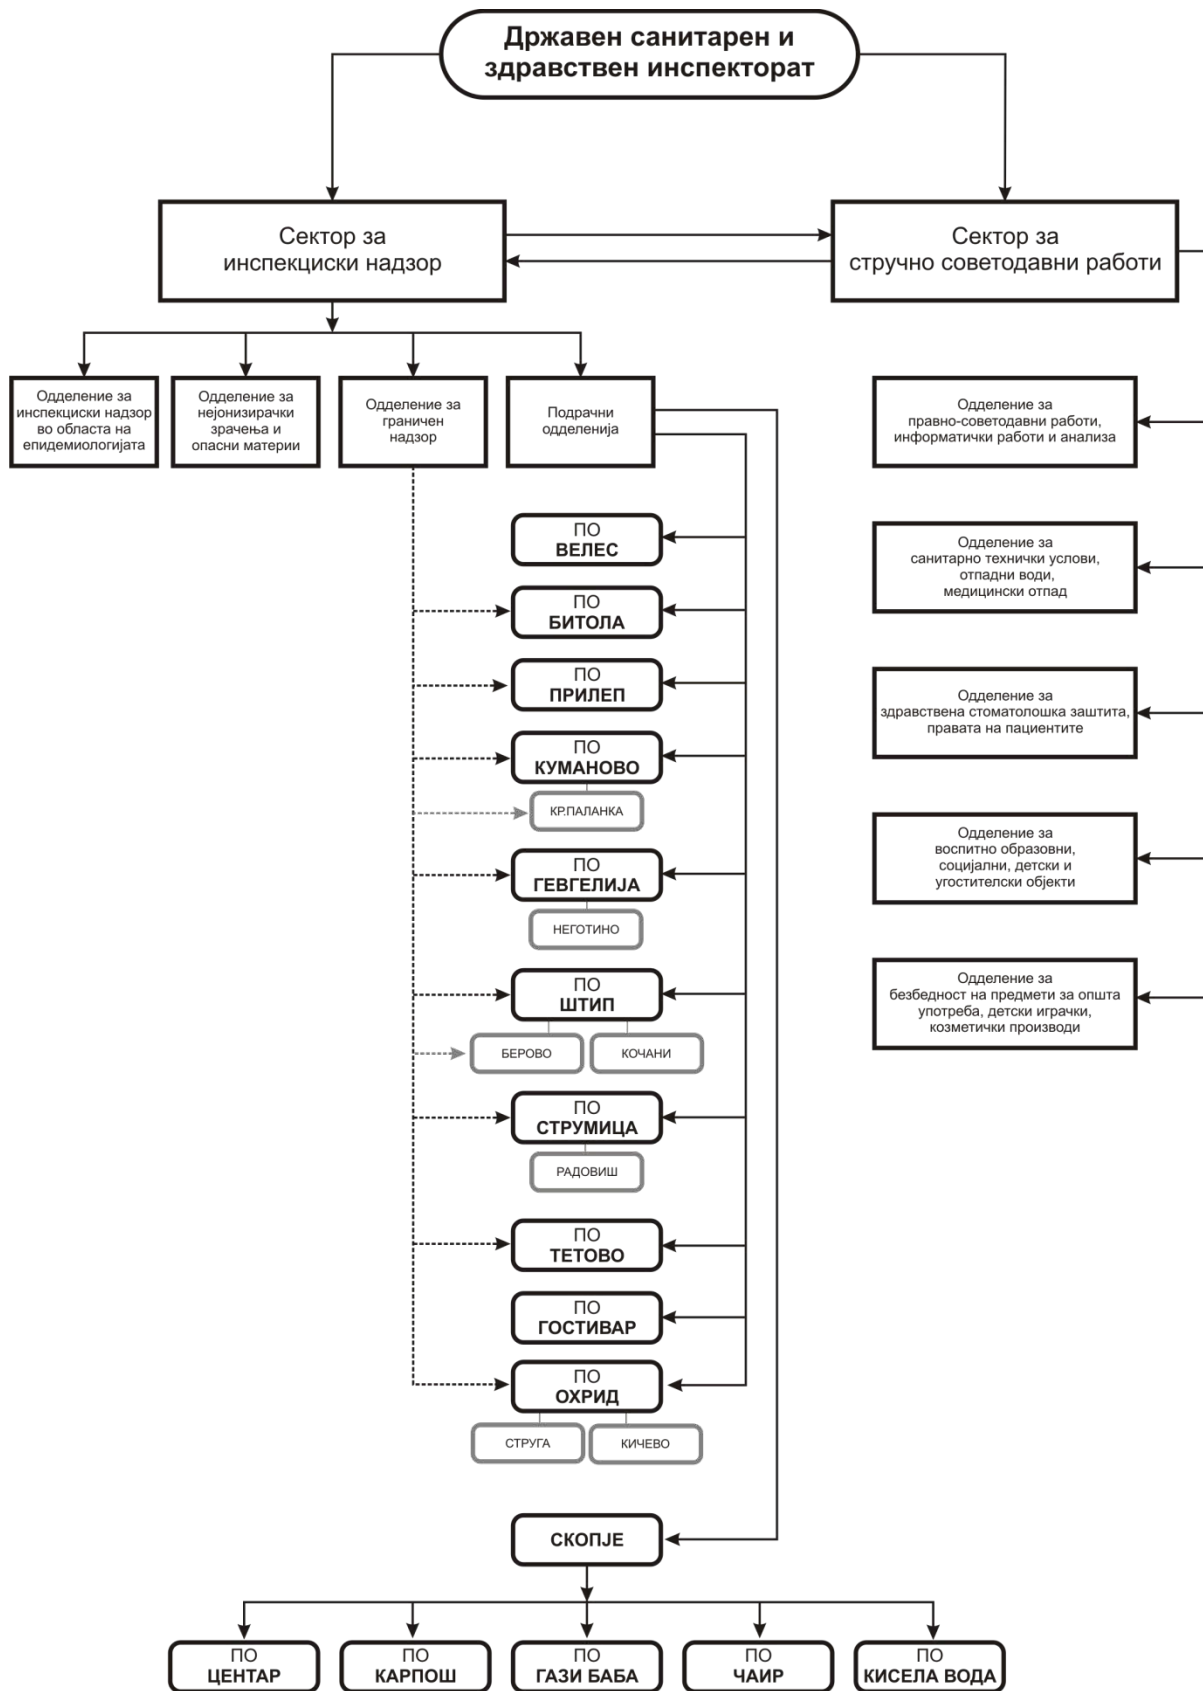 Државен санитарен и
здравствен инспекторат
Сектор за
инспекциски надзор
Сектор за
стручно советодавни работи
Одделение за
инспекциски надзор
во областа на
епидемиологијата
Одделение за
нејонизирачки
зрачења и
опасни материи
Одделение за
граничен
надзор
Подрачни
одделенија
Одделение за
правно-советодавни работи,
информатички работи и анализа
ПО
ВЕЛЕС
Одделение за
санитарно технички услови,
отпадни води,
медицински отпад
ПО
БИТОЛА
ПО
ПРИЛЕП
Одделение за
здравствена стоматолошка заштита,
правата на пациентите
ПО
КУМАНОВО
КР.ПАЛАНКА
Одделение за
воспитно образовни,
социјални, детски и
угостителски објекти
ПО
ГЕВГЕЛИЈА
НЕГОТИНО
ПО
ШТИП
Одделение за
безбедност на предмети за општа
употреба, детски играчки,
козметички производи
БЕРОВО
КОЧАНИ
ПО
СТРУМИЦА
РАДОВИШ
ПО
ТЕТОВО
ПО
ГОСТИВАР
ПО
ОХРИД
СТРУГА
КИЧЕВО
СКОПЈЕ
ПО
ЦЕНТАР
ПО
КАРПОШ
ПО
ГАЗИ БАБА
ПО
ЧАИР
ПО
КИСЕЛА ВОДА